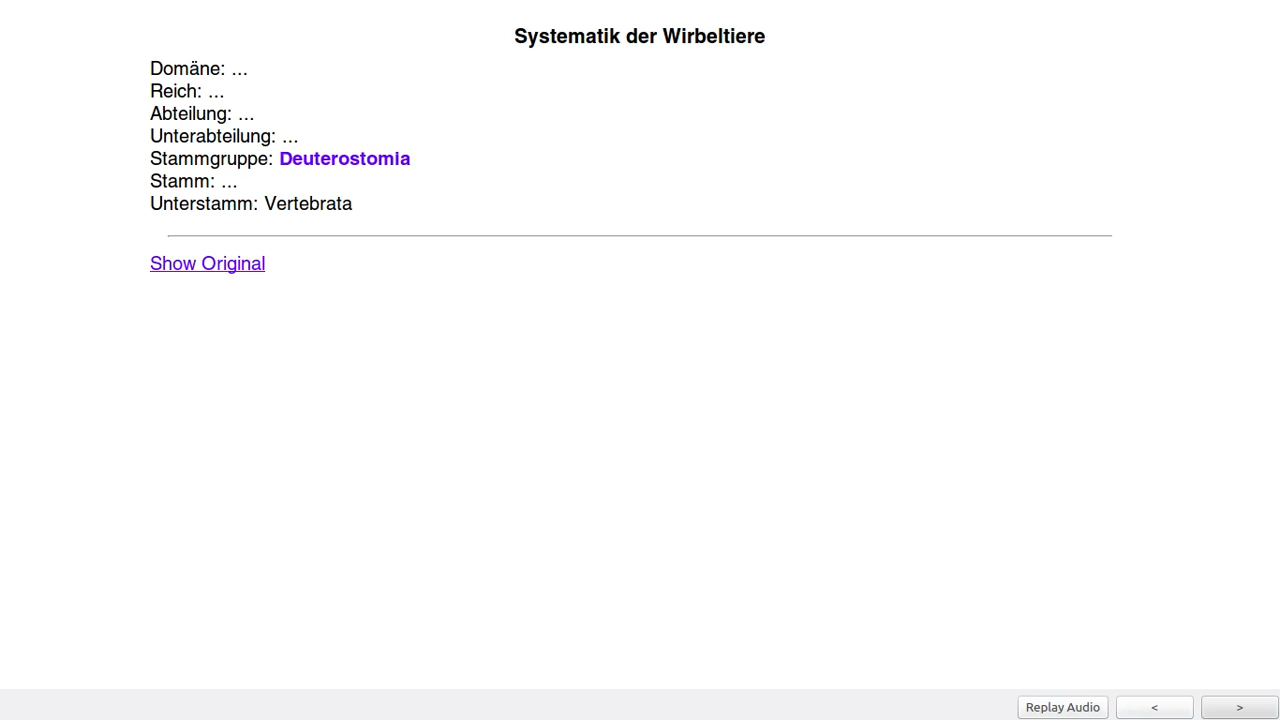 Systematik der Wirbeltiere
Domäne: ...
Reich: ...
Abteilung: ...
Unterabteilung: ...
Stammgruppe: Deuterostomia
Stamm: ...
Unterstamm: Vertebrata
Show Original
Replay Audio < >